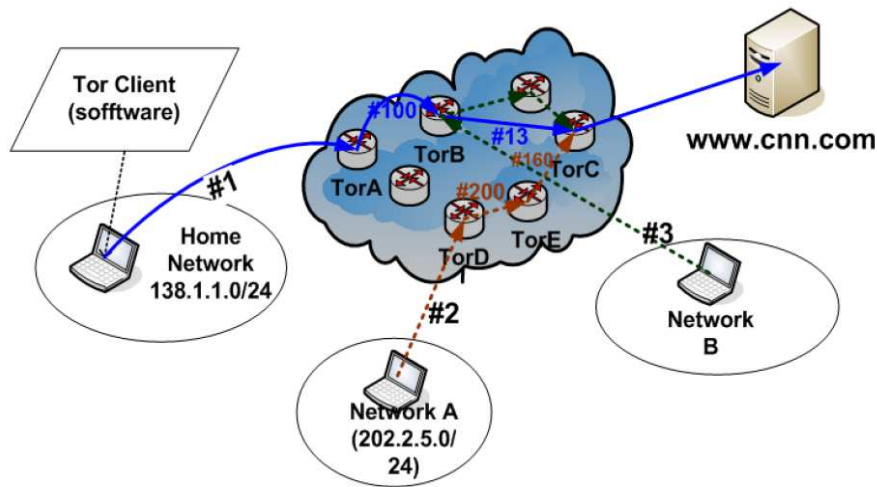 Tor Client
(sofftware)
#1
Home
Network
138.1.1.0/24
#100
TorB
#13
TorA
#160
TorC
#200
TorD
TorE
www.cnn.com
#2
#3
Network A
(202.2.5.0/
24)
Network
B